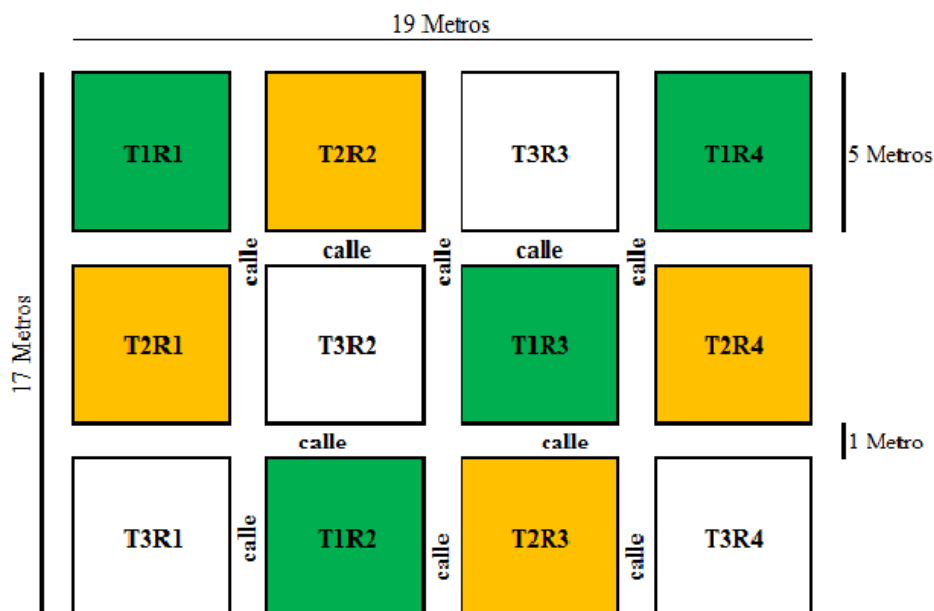 19 Metros
T1R1
T2R2
T3R3
T1R4
5 Metros
calle
calle
calle
calle
calle
17 Metros
T2R1
T3R2
T1R3
T2R4
calle
calle
1 Metro
T3R1
calle
T1R2
calle
T2R3
calle
T3R4